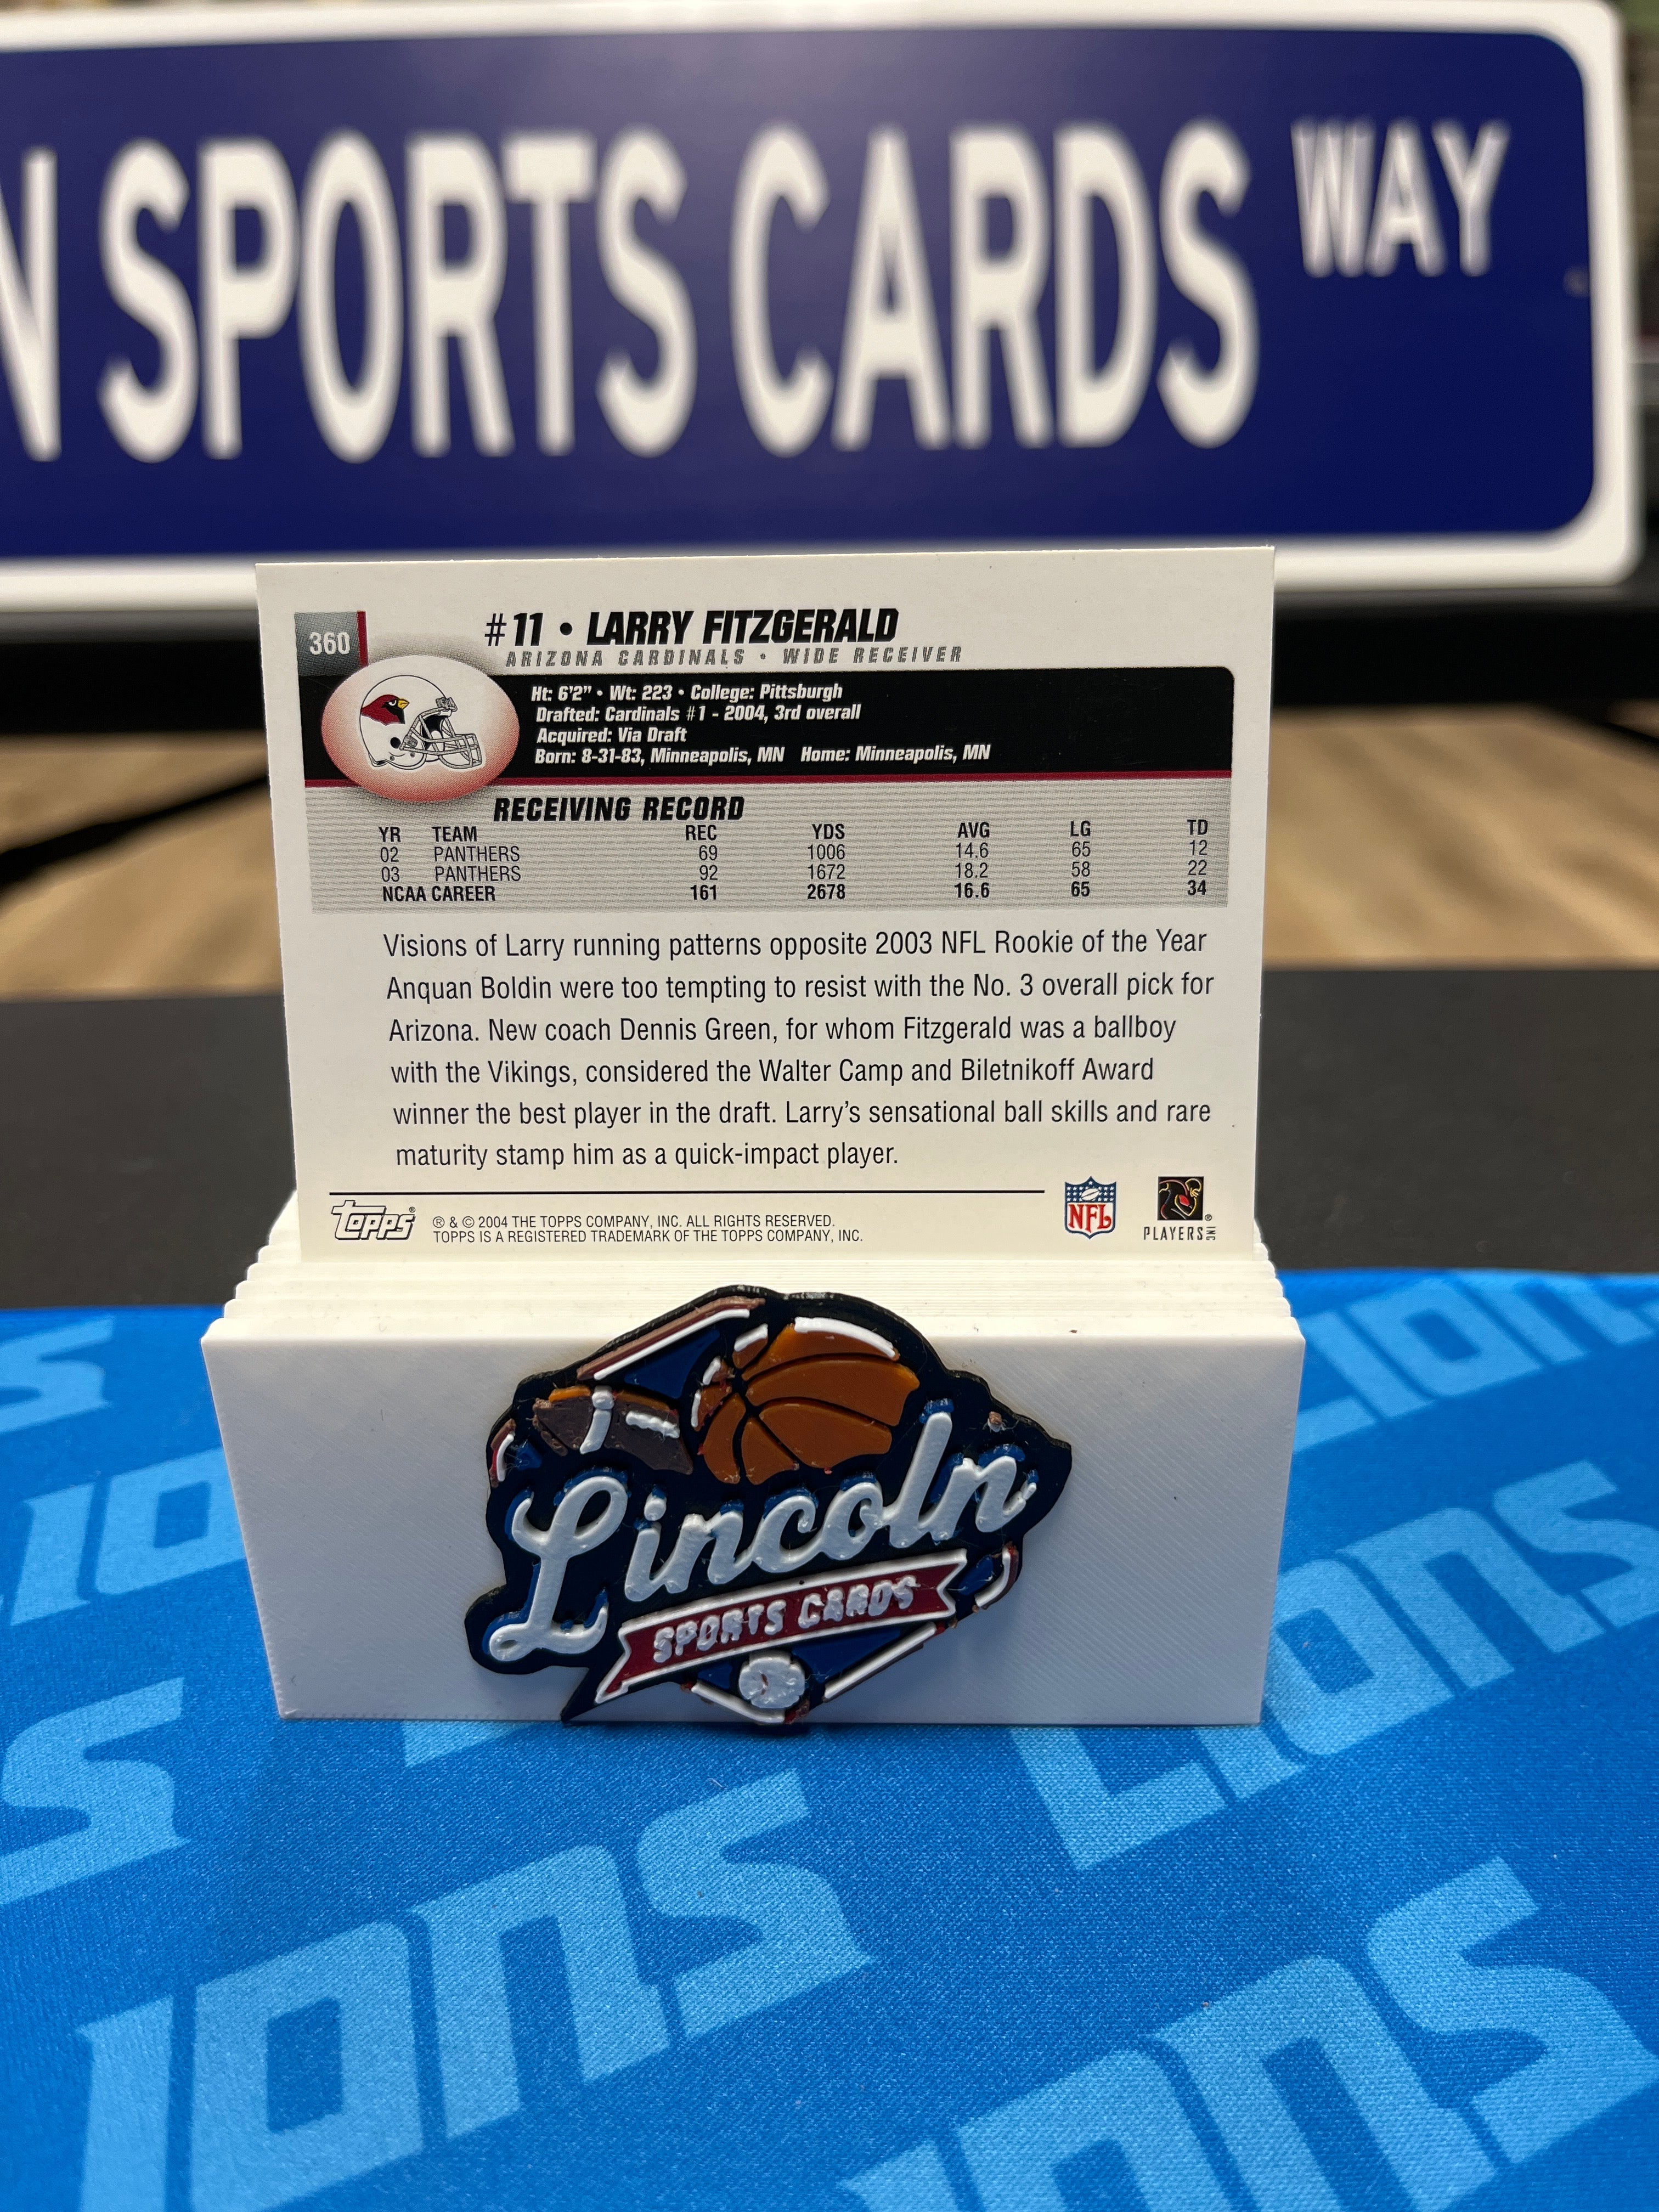 N SPORTS CARDS WAY
360
#11 • LARRY FITZGERALD
ARIZONA CARDINALS • WIDE RECEIVER
Ht: 6'2" • Wt: 223 • College: Pittsburgh
Drafted: Cardinals #1 - 2004, 3rd overall
Acquired: Via Draft
Born: 8-31-83, Minneapolis, MN Home: Minneapolis, MN
RECEIVING RECORD
YR TEAM REC YDS AVG LG TD
02 PANTHERS 69 1006 14.6 65 12
03 PANTHERS 92 1672 18.2 58 22
NCAA CAREER 161 2678 16.6 65 34
Visions of Larry running patterns opposite 2003 NFL Rookie of the Year
Anquan Boldin were too tempting to resist with the No. 3 overall pick for
Arizona. New coach Dennis Green, for whom Fitzgerald was a ballboy
with the Vikings, considered the Walter Camp and Biletnikoff Award
winner the best player in the draft. Larry's sensational ball skills and rare
maturity stamp him as a quick-impact player.
Topps® ® & © 2004 THE TOPPS COMPANY, INC. ALL RIGHTS RESERVED.
TOPPS IS A REGISTERED TRADEMARK OF THE TOPPS COMPANY, INC.
NFL
PLAYERS INC ®
Lincoln
SPORTS CARDS
LIONS
IONS
LIO
LIONS
S
IONS
IONS